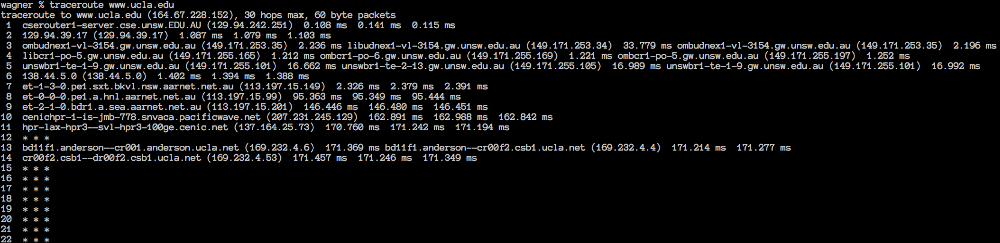 wagner % traceroute www.ucla.edu
traceroute to www.ucla.edu (164.67.228.152), 30 hops max, 60 byte packets
 1  cserouter1-server.cse.unsw.EDU.AU (129.94.242.251)  0.108 ms  0.141 ms  0.115 ms
 2  129.94.39.17 (129.94.39.17)  1.087 ms  1.079 ms  1.103 ms
 3  ombudnex1-vl-3154.gw.unsw.edu.au (149.171.253.35)  2.236 ms libudnex1-vl-3154.gw.unsw.edu.au (149.171.253.34)  33.779 ms ombudnex1-vl-3154.gw.unsw.edu.au (149.171.253.35)  2.196 ms
 4  libcr1-po-5.gw.unsw.edu.au (149.171.255.165)  1.212 ms ombcr1-po-6.gw.unsw.edu.au (149.171.255.169)  1.221 ms ombcr1-po-5.gw.unsw.edu.au (149.171.255.197)  1.252 ms
 5  unswbr1-te-1-9.gw.unsw.edu.au (149.171.255.101)  16.662 ms unswbr1-te-2-13.gw.unsw.edu.au (149.171.255.105)  16.989 ms unswbr1-te-1-9.gw.unsw.edu.au (149.171.255.101)  16.992 ms
 6  138.44.5.0 (138.44.5.0)  1.402 ms  1.394 ms  1.388 ms
 7  et-1-3-0.pe1.sxt.bkvl.nsw.aarnet.net.au (113.197.15.149)  2.326 ms  2.379 ms  2.391 ms
 8  et-0-0-0.pe1.a.hnl.aarnet.net.au (113.197.15.99)  95.363 ms  95.349 ms  95.444 ms
 9  et-2-1-0.bdr1.a.sea.aarnet.net.au (113.197.15.201)  146.446 ms  146.480 ms  146.451 ms
10  cenichpr-1-is-jmb-778.snvaca.pacificwave.net (207.231.245.129)  162.891 ms  162.988 ms  162.842 ms
11  hpr-lax-hpr3--svl-hpr3-100ge.cenic.net (137.164.25.73)  170.760 ms  171.242 ms  171.194 ms
12  * * *
13  bd11f1.anderson--cr001.anderson.ucla.net (169.232.4.6)  171.369 ms bd11f1.anderson--cr00f2.csb1.ucla.net (169.232.4.4)  171.214 ms  171.277 ms
14  cr00f2.csb1--dr00f2.csb1.ucla.net (169.232.4.53)  171.457 ms  171.246 ms  171.349 ms
15  * * *
16  * * *
17  * * *
18  * * *
19  * * *
20  * * *
21  * * *
22  * * *